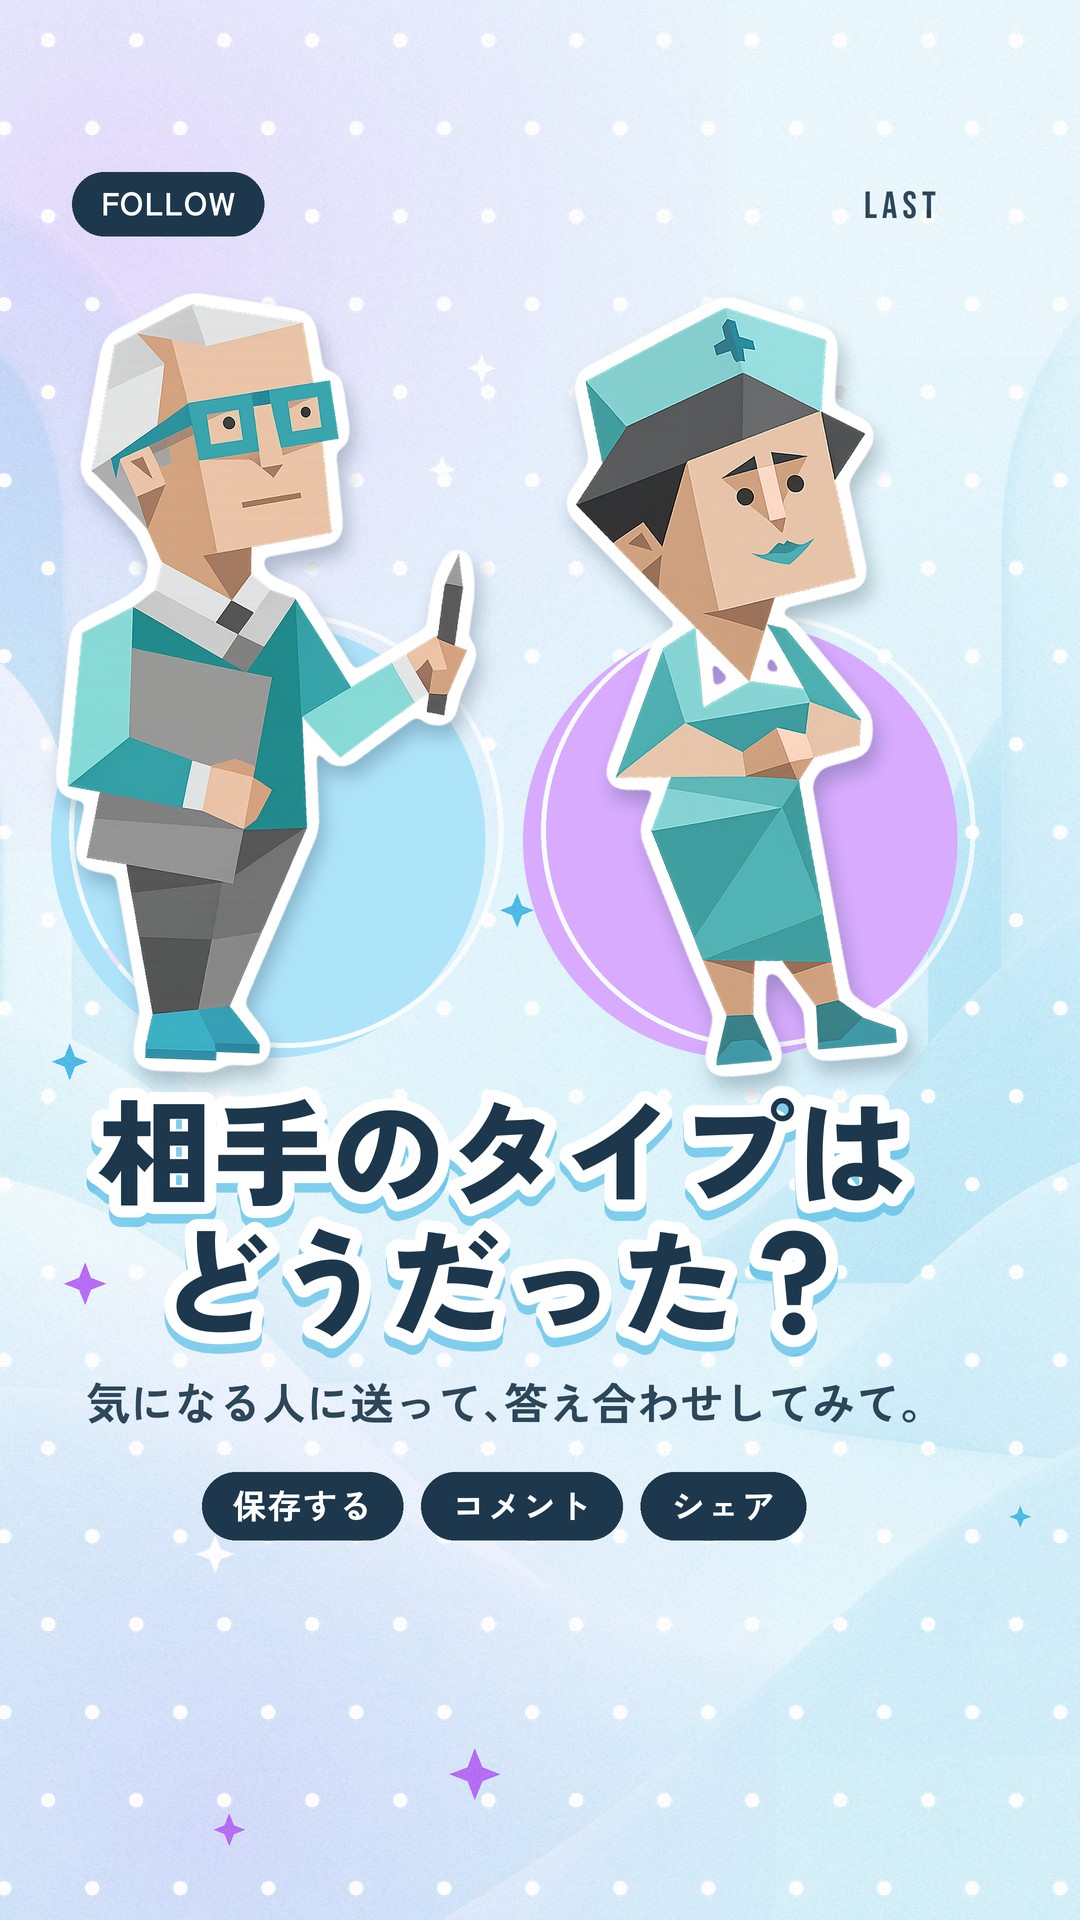 FOLLOW
LAST
相手のタイプは
どうだった？
気になる人に送って、答え合わせしてみて。
保存する
コメント
シェア